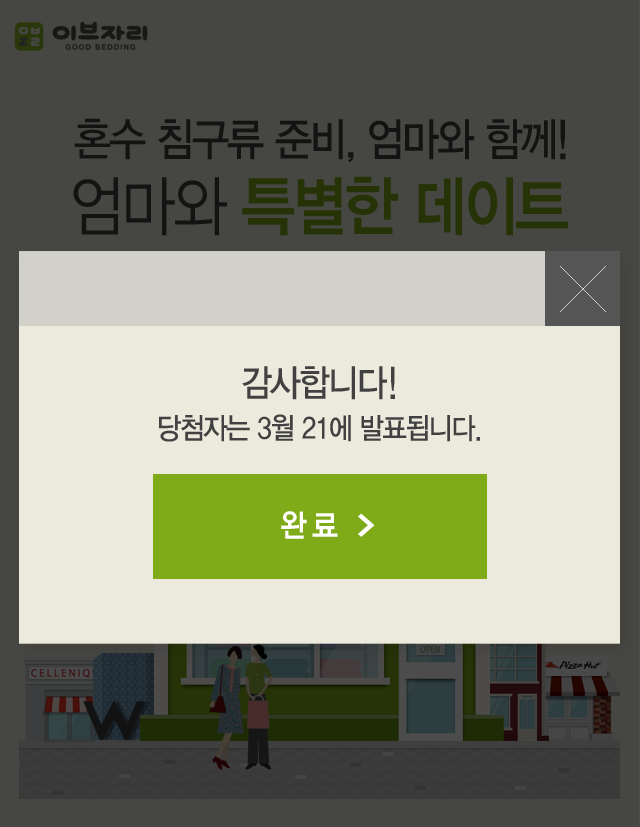 이브자리
GOOD BEDDING
혼수 침구류 준비, 엄마와 함께!
엄마와 특별한 데이트
감사합니다!
당첨자는 3월 21에 발표됩니다.
완료
OPEN
CELLENIQ
Pizza Hut
W